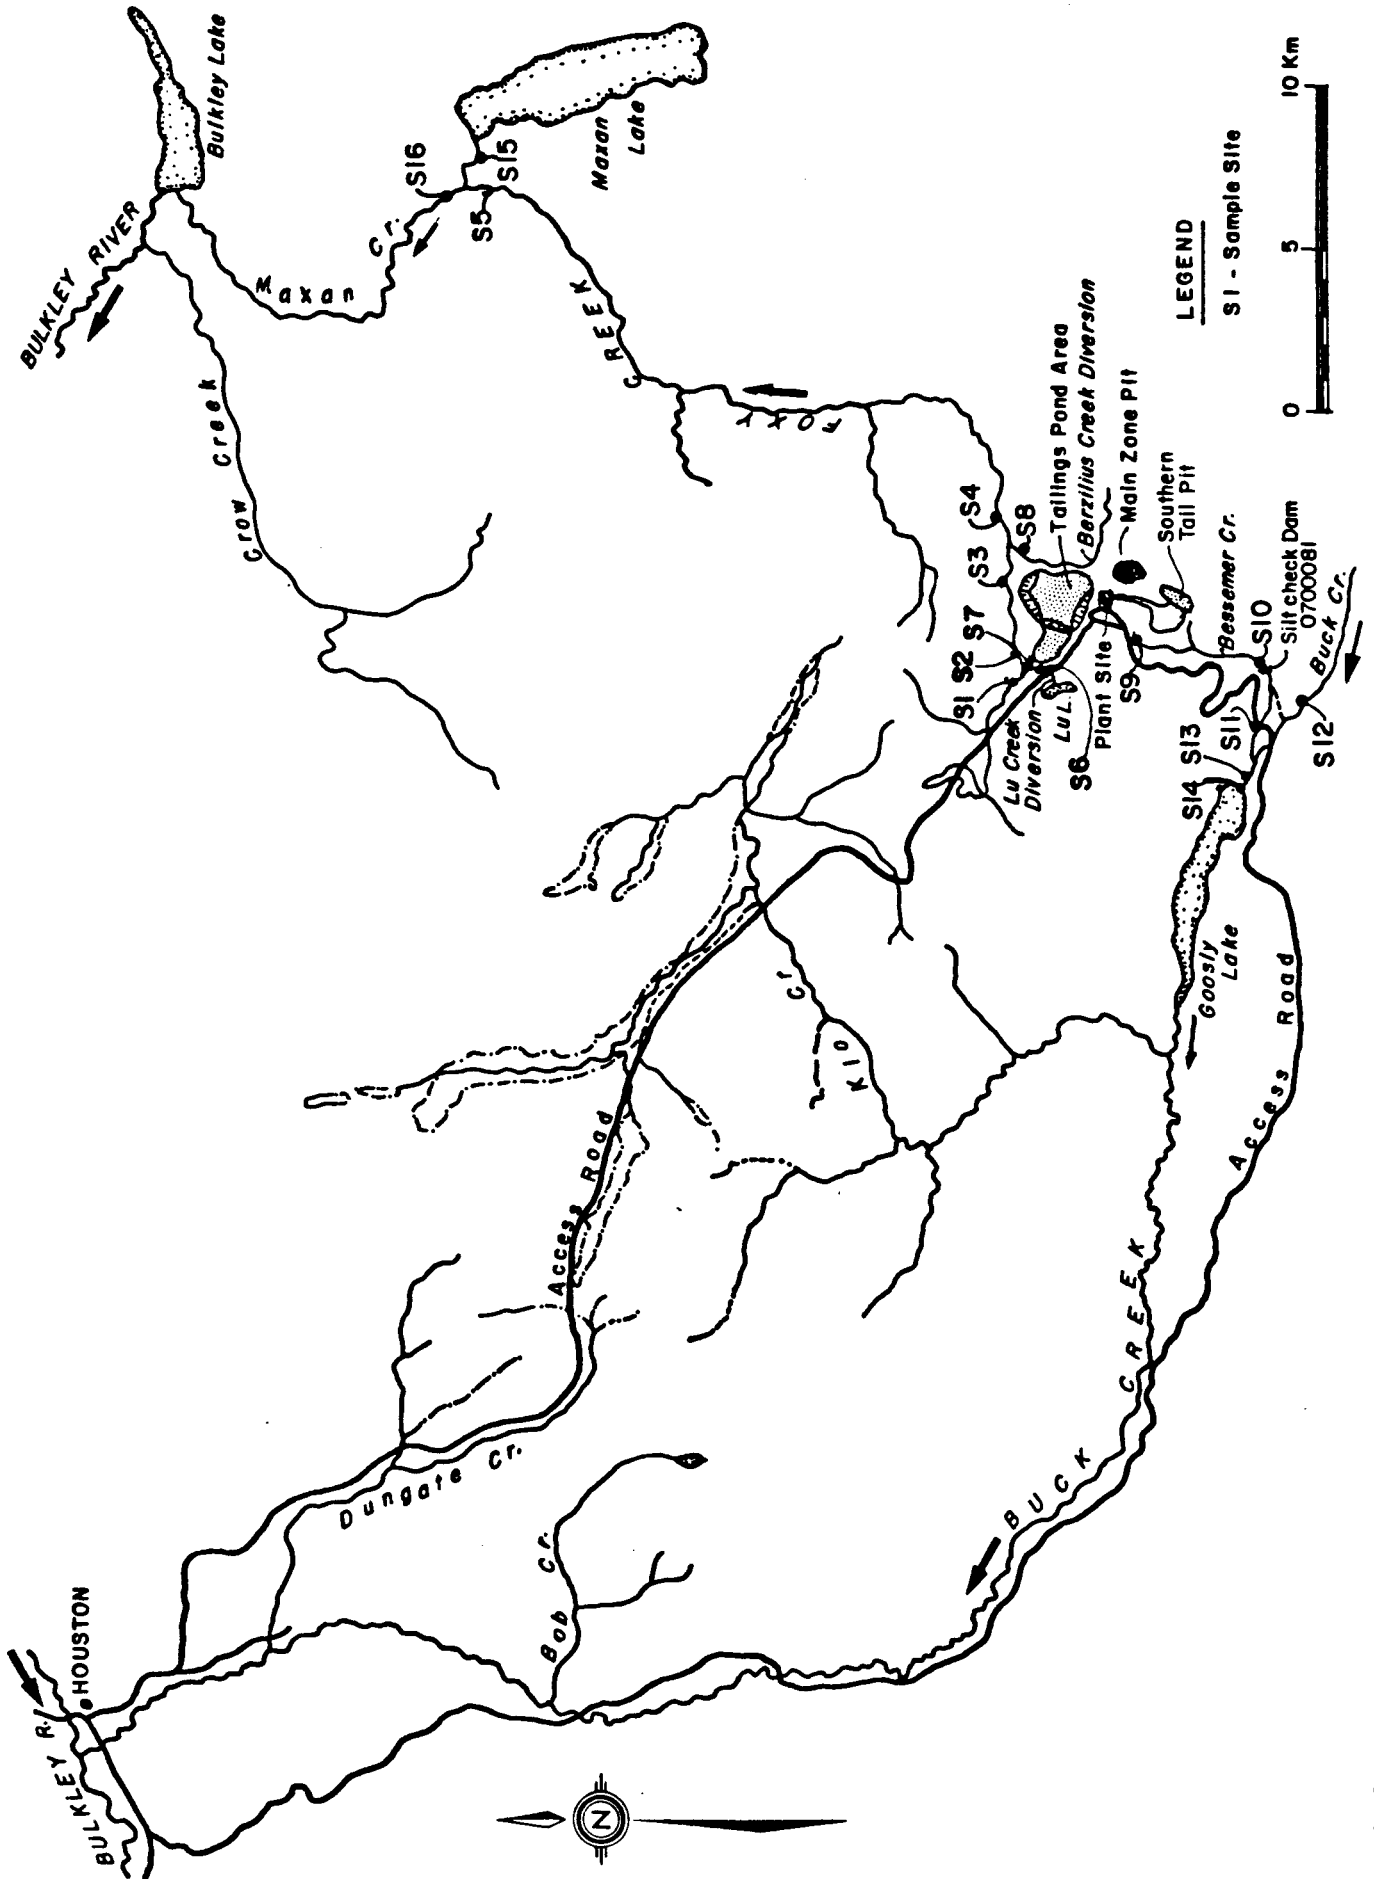 BULKLEY R.
HOUSTON
BULKLEY RIVER
Bulkley Lake
Crow Creek
Maxan Cr.
S16
S15
S5
Maxan
Lake
FOXY CREEK
Dungate Cr.
Access Road
Bob Cr.
Klo Cr.
BUCK CREEK
Access Road
Goosly
Lake
S1
S2
S7
S3
S4
S8
Tailings Pond Area
Berzilius Creek Diversion
Main Zone Pit
Southern
Tail Pit
Lu Creek
Diversion
Lu L.
S6
Plant Site
S9
Bessemer Cr.
S10
Silt check Dam
0700081
Buck Cr.
S11
S12
S13
S14
N
LEGEND
S1 - Sample Site
0 5 10 Km